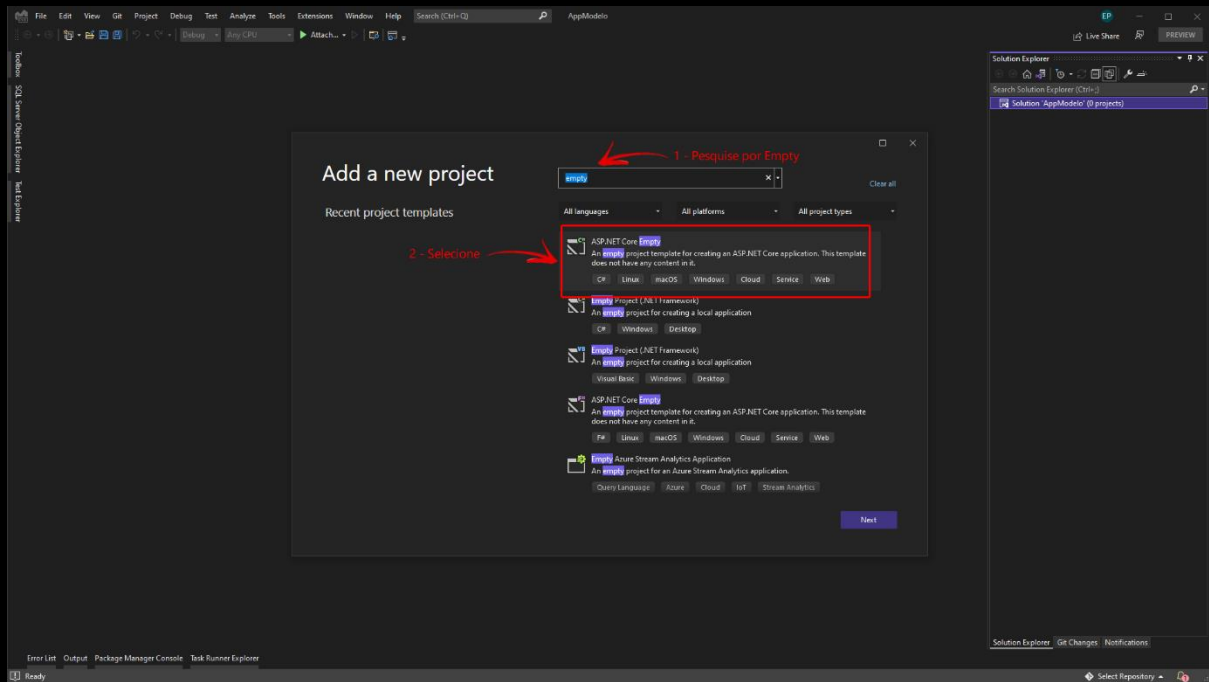 File Edit View Git Project Debug Test Analyze Tools Extensions Window Help Search (Ctrl+Q) AppModelo EP
Live Share PREVIEW
Debug Any CPU Attach...
Toolbox
SQL Server Object Explorer
Test Explorer
Solution Explorer
Search Solution Explorer (Ctrl+;)
Solution 'AppModelo' (0 projects)
Add a new project
1 - Pesquise por Empty
empty
Clear all
Recent project templates
All languages All platforms All project types
2 - Selecione
ASP.NET Core Empty
An empty project template for creating an ASP.NET Core application. This template
does not have any content in it.
C# Linux macOS Windows Cloud Service Web
Empty Project (.NET Framework)
An empty project for creating a local application
C# Windows Desktop
Empty Project (.NET Framework)
An empty project for creating a local application
Visual Basic Windows Desktop
ASP.NET Core Empty
An empty project template for creating an ASP.NET Core application. This template
does not have any content in it.
F# Linux macOS Windows Cloud Service Web
Empty Azure Stream Analytics Application
An empty project for an Azure Stream Analytics application.
Query Language Azure Cloud IoT Stream Analytics
Next
Solution Explorer Git Changes Notifications
Error List Output Package Manager Console Task Runner Explorer
Ready
Select Repository